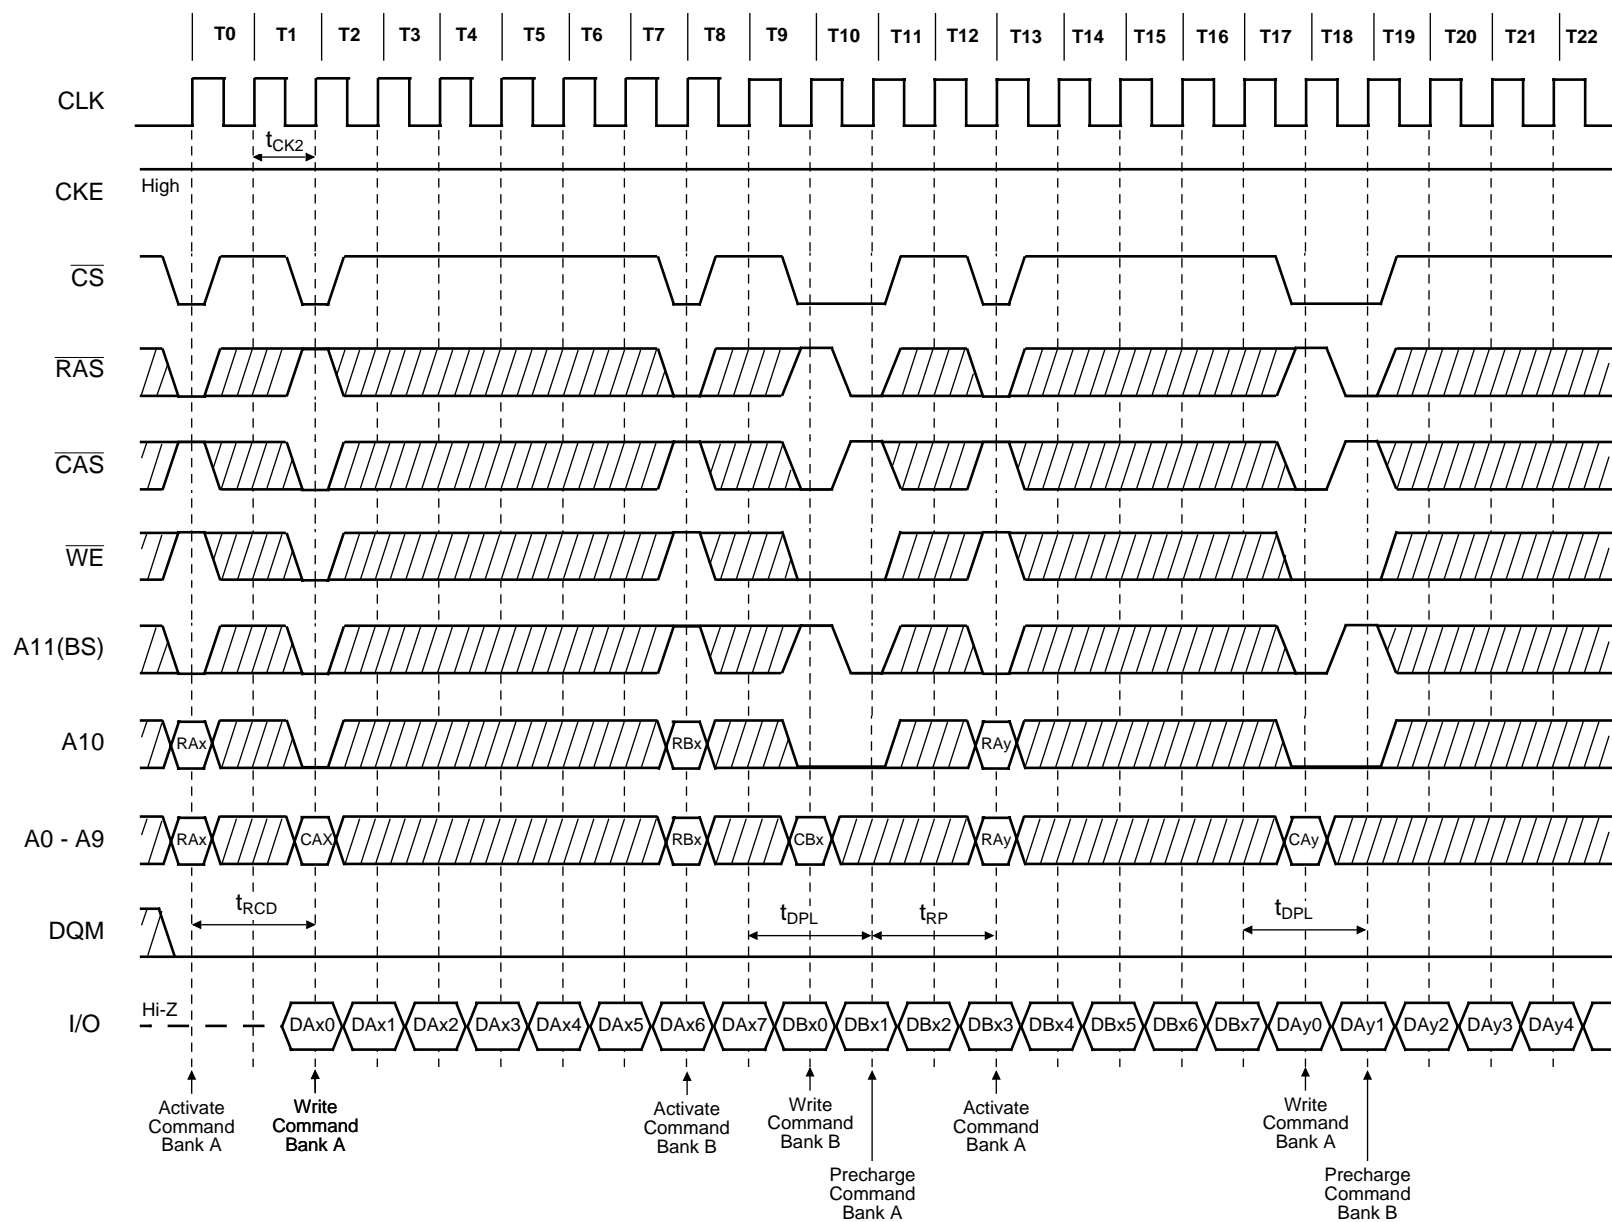 T0 T1 T2 T3 T4 T5 T6 T7 T8 T9 T10 T11 T12 T13 T14 T15 T16 T17 T18 T19 T20 T21 T22
CLK
tCK2
CKE High
CS
RAS
CAS
WE
A11(BS)
A10 RAx RBx RAy
A0 - A9 RAx CAX RBx CBx RAy CAy
tRCD tDPL tRP tDPL
DQM
Hi-Z
I/O DAx0 DAx1 DAx2 DAx3 DAx4 DAx5 DAx6 DAx7 DBx0 DBx1 DBx2 DBx3 DBx4 DBx5 DBx6 DBx7 DAy0 DAy1 DAy2 DAy3 DAy4
Activate
Command
Bank A
Write
Command
Bank A
Activate
Command
Bank B
Write
Command
Bank B
Precharge
Command
Bank A
Activate
Command
Bank A
Write
Command
Bank A
Precharge
Command
Bank B